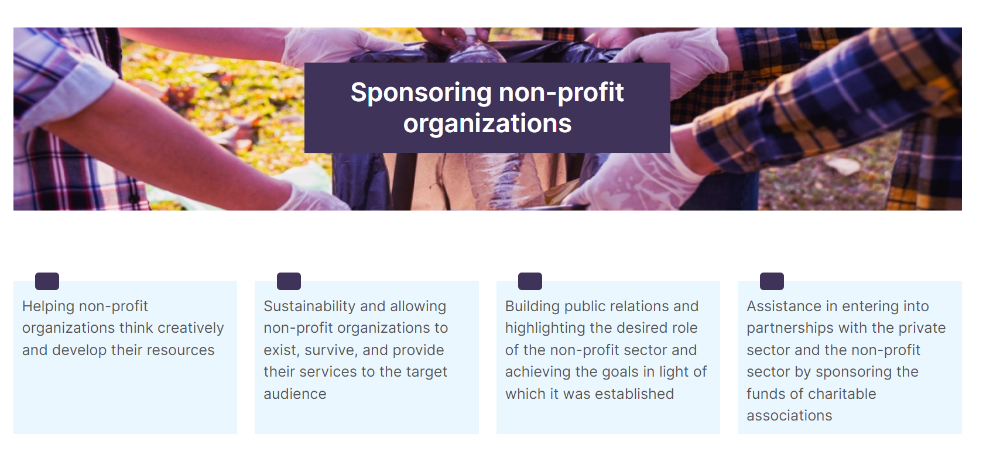 Sponsoring non-profit
organizations
Helping non-profit
organizations think creatively
and develop their resources
Sustainability and allowing
non-profit organizations to
exist, survive, and provide
their services to the target
audience
Building public relations and
highlighting the desired role
of the non-profit sector and
achieving the goals in light of
which it was established
Assistance in entering into
partnerships with the private
sector and the non-profit
sector by sponsoring the
funds of charitable
associations